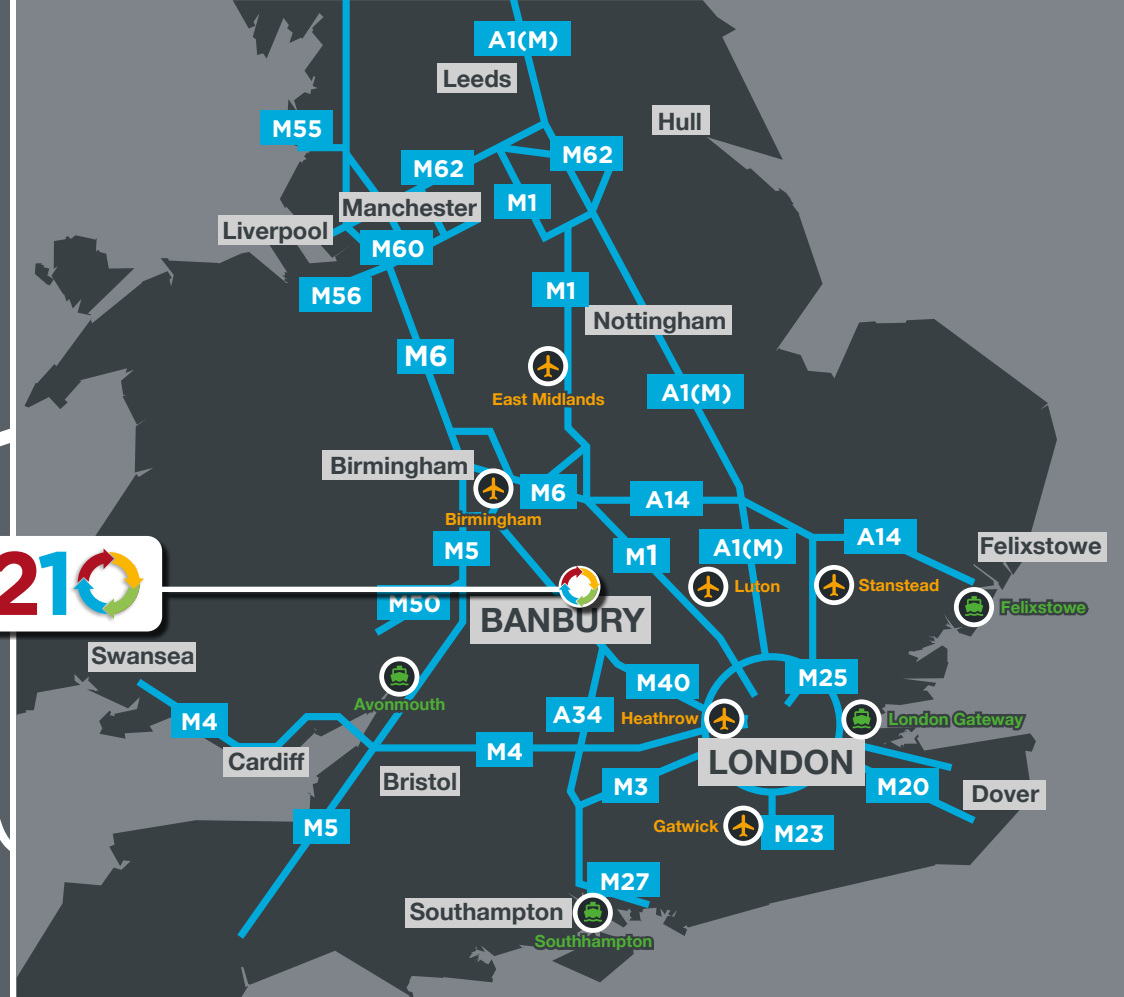 A1(M)
Leeds
Hull
M55
M62
M62
M1
Manchester
Liverpool
M60
M56
M1
Nottingham
M6
East Midlands
A1(M)
Birmingham
M6
A14
Birmingham
M5
M1
A1(M)
A14
Felixstowe
210
Luton
Stanstead
M50
BANBURY
Felixstowe
Swansea
M40
M25
Avonmouth
M4
A34
Heathrow
London Gateway
Cardiff
M4
LONDON
Bristol
M3
M20
Dover
M5
Gatwick
M23
M27
Southampton
Southhampton